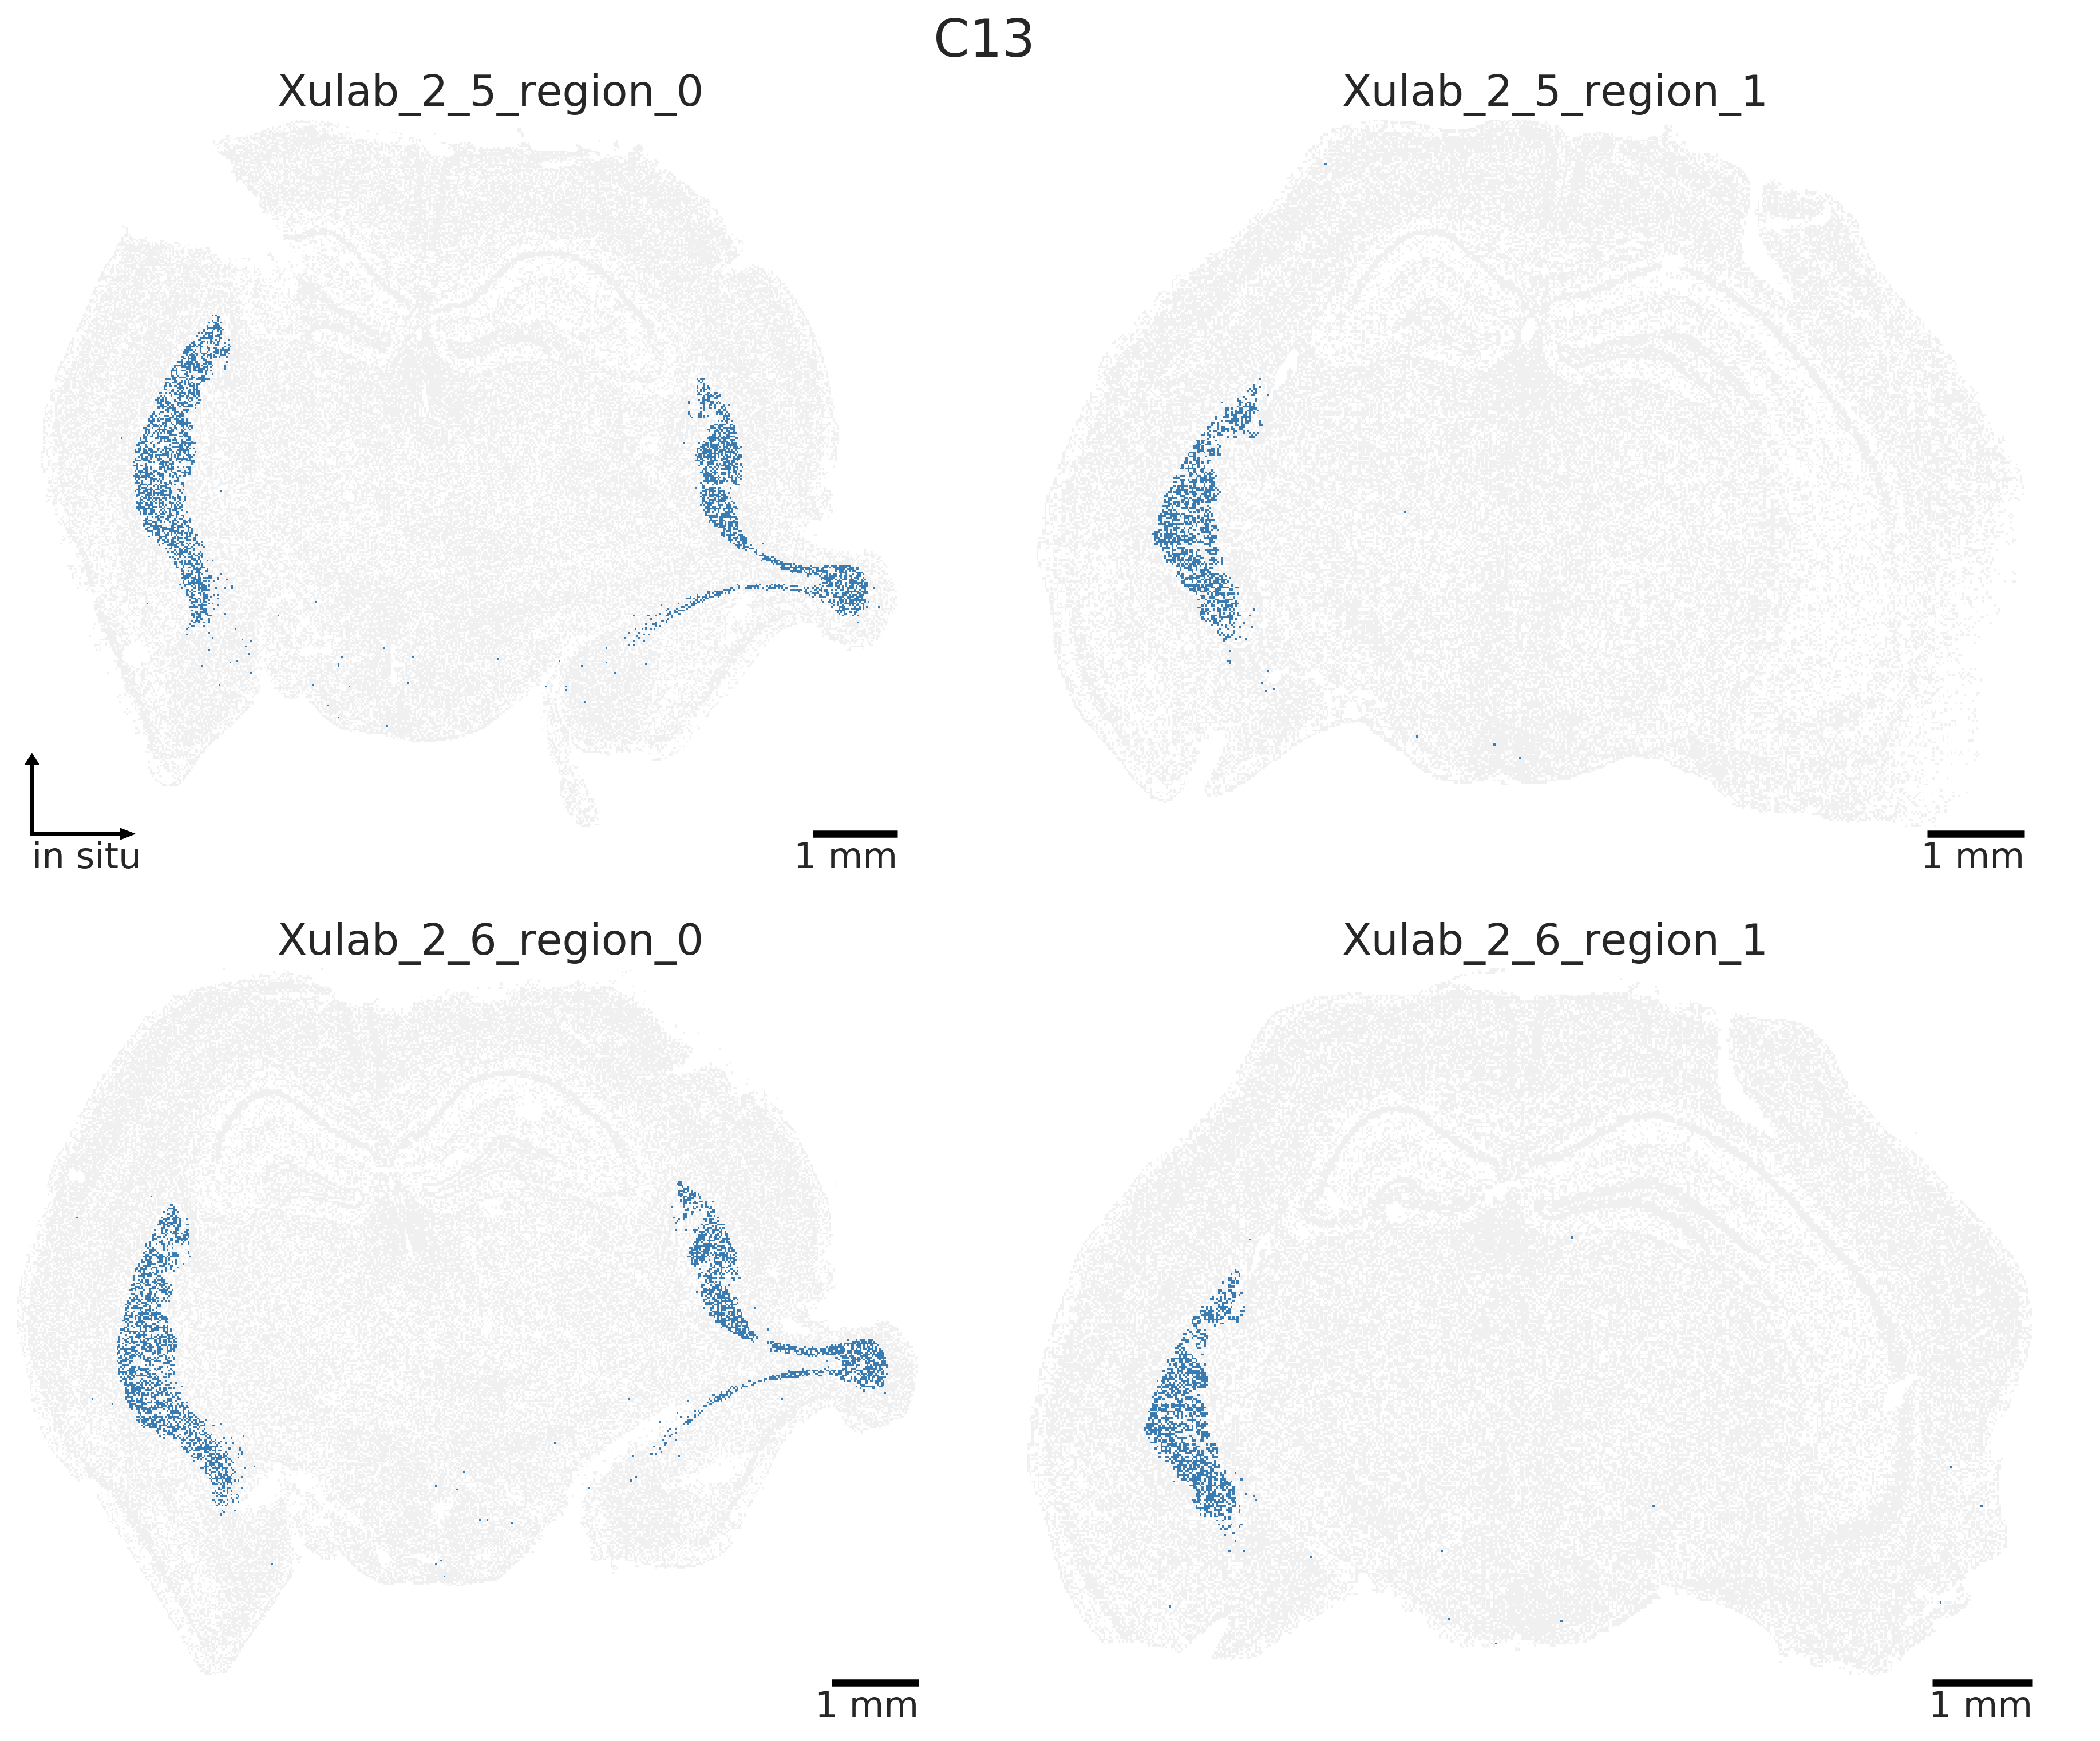 C13
Xulab_2_5_region_0
Xulab_2_5_region_1
in situ
1 mm
1 mm
Xulab_2_6_region_0
Xulab_2_6_region_1
1 mm
1 mm